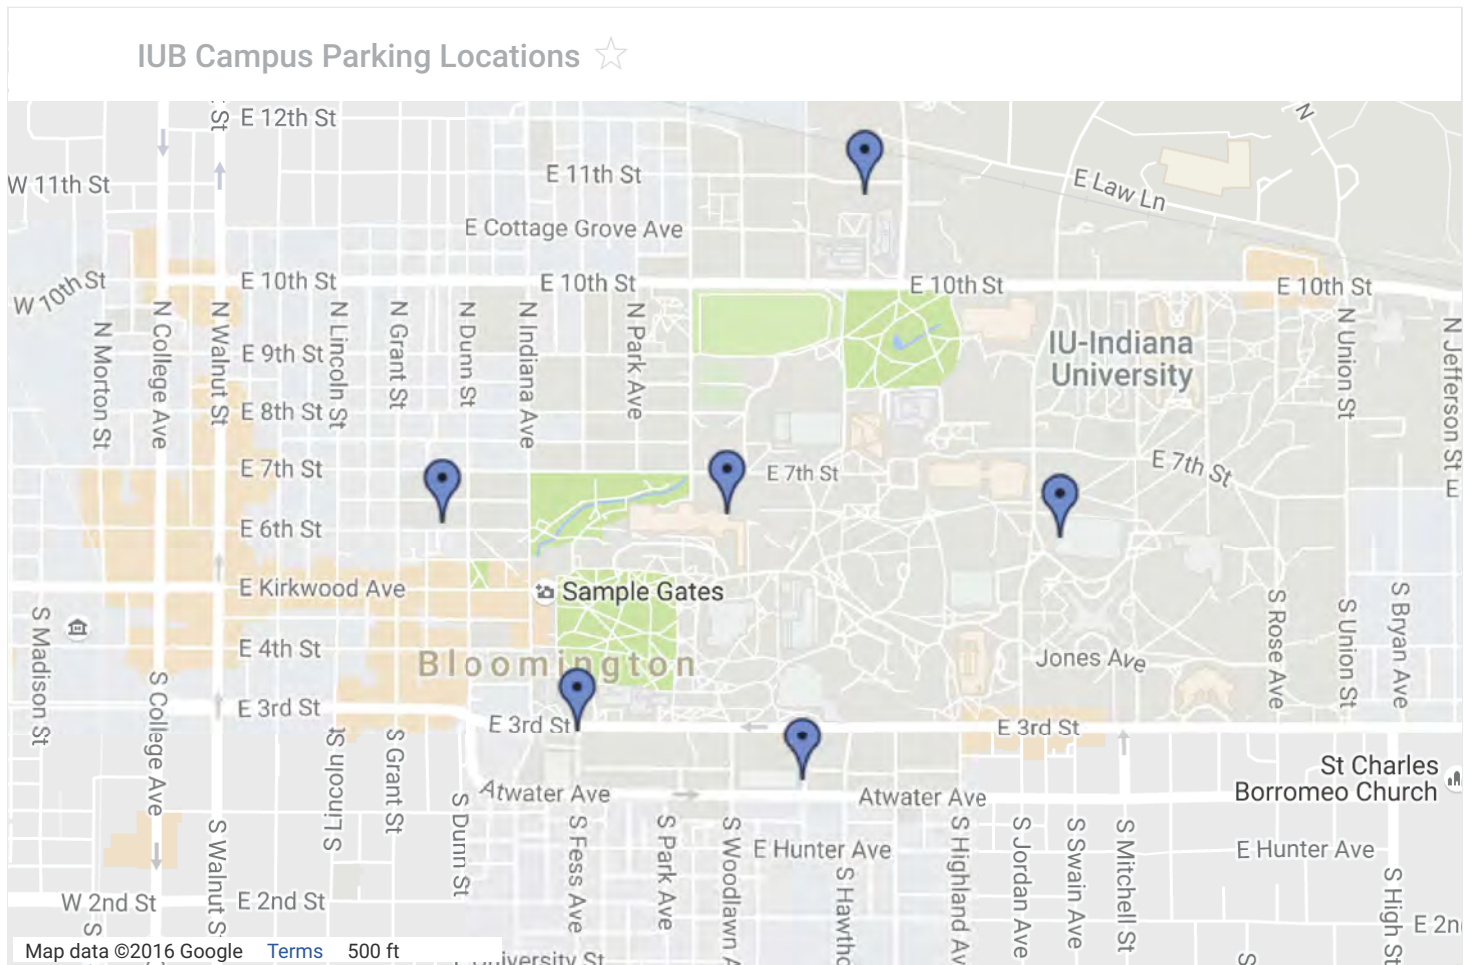 IUB Campus Parking Locations
St
E 12th St
N
W 11th St
E 11th St
E Law Ln
E Cottage Grove Ave
W 10th St
E 10th St
E 10th St
E 10th St
E 10th St
N Morton St
N College Ave
N Walnut St
N Lincoln St
N Grant St
N Dunn St
N Indiana Ave
N Park Ave
N Union St
N Jefferson St
E 9th St
IU-Indiana
University
E 8th St
E 7th St
E 7th St
E 7th St
E
E 6th St
E Kirkwood Ave
Sample Gates
S Madison St
S Rose Ave
S Union St
S Bryan Ave
E 4th St
Bloomington
Jones Ave
S College Ave
E 3rd St
E 3rd St
E 3rd St
S Lincoln St
S Grant St
St Charles
Borromeo Church
Atwater Ave
Atwater Ave
S Walnut S
S Dunn St
S Fess Ave
S Park Ave
S Woodlawn A
E Hunter Ave
S Hawtho
S Highland Av
S Jordan Ave
S Swain Ave
S Mitchell St
E Hunter Ave
S High St
W 2nd St
E 2nd St
E 2n
S
S
Map data ©2016 Google Terms 500 ft